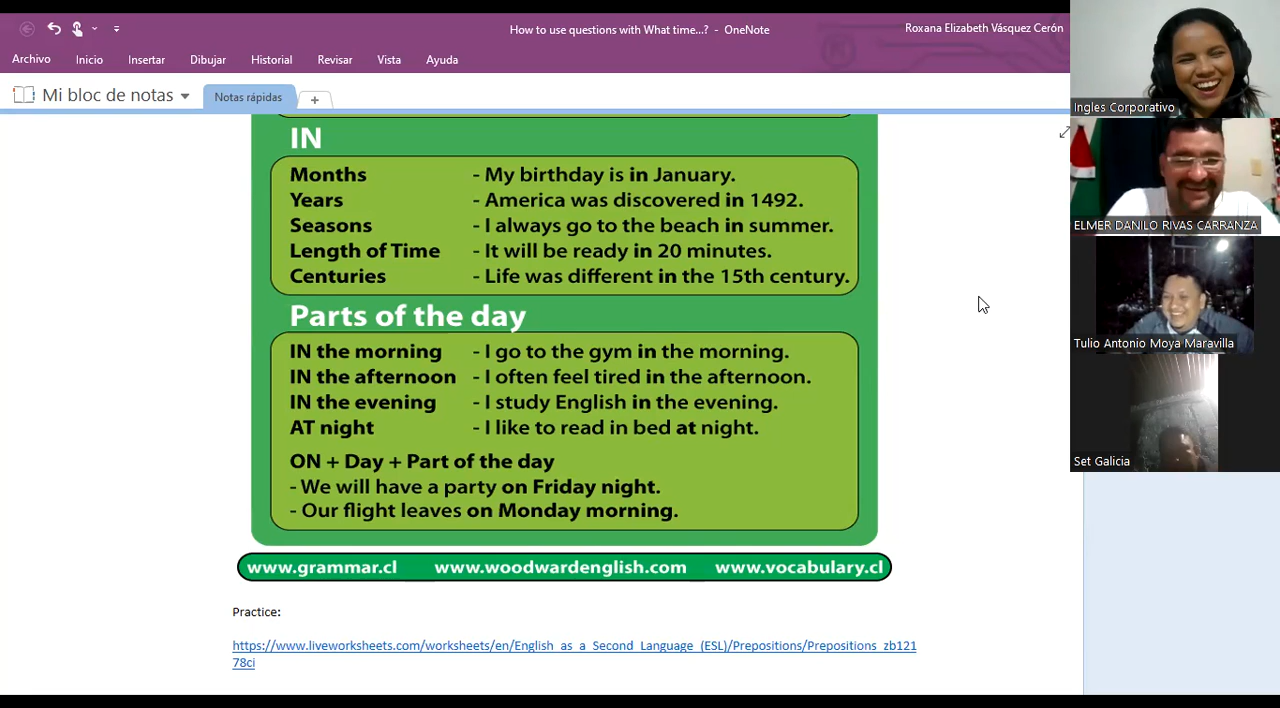 How to use questions with What time...? - OneNote
Roxana Elizabeth Vásquez Cerón
Archivo Inicio Insertar Dibujar Historial Revisar Vista Ayuda
Mi bloc de notas Notas rápidas
IN
Months - My birthday is in January.
Years - America was discovered in 1492.
Seasons - I always go to the beach in summer.
Length of Time - It will be ready in 20 minutes.
Centuries - Life was different in the 15th century.
Parts of the day
IN the morning - I go to the gym in the morning.
IN the afternoon - I often feel tired in the afternoon.
IN the evening - I study English in the evening.
AT night - I like to read in bed at night.
ON + Day + Part of the day
- We will have a party on Friday night.
- Our flight leaves on Monday morning.
www.grammar.cl www.woodwardenglish.com www.vocabulary.cl
Practice:
https://www.liveworksheets.com/worksheets/en/English_as_a_Second_Language_(ESL)/Prepositions/Prepositions_zb121
78ci
Ingles Corporativo
ELMER DANILO RIVAS CARRANZA
Tulio Antonio Moya Maravilla
Set Galicia